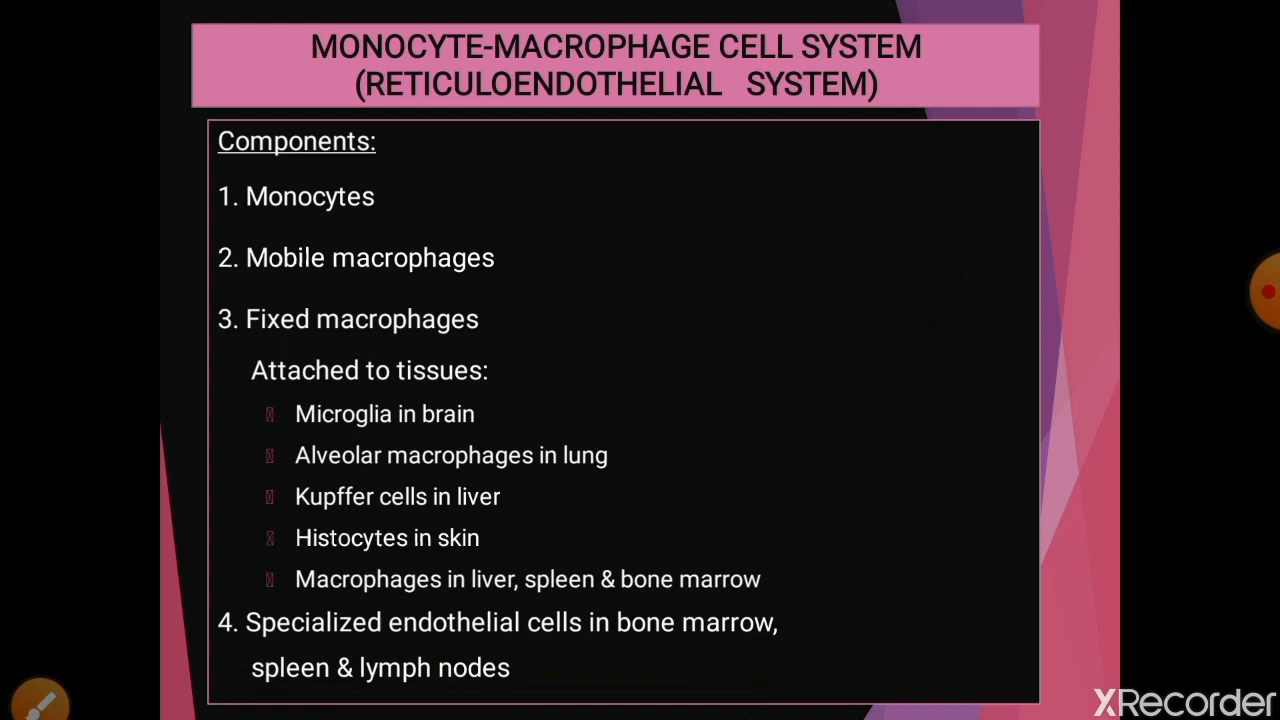 MONOCYTE-MACROPHAGE CELL SYSTEM
(RETICULOENDOTHELIAL SYSTEM)
Components:
1. Monocytes
2. Mobile macrophages
3. Fixed macrophages
Attached to tissues:
Microglia in brain
Alveolar macrophages in lung
Kupffer cells in liver
Histocytes in skin
Macrophages in liver, spleen & bone marrow
4. Specialized endothelial cells in bone marrow,
spleen & lymph nodes
XRecorder